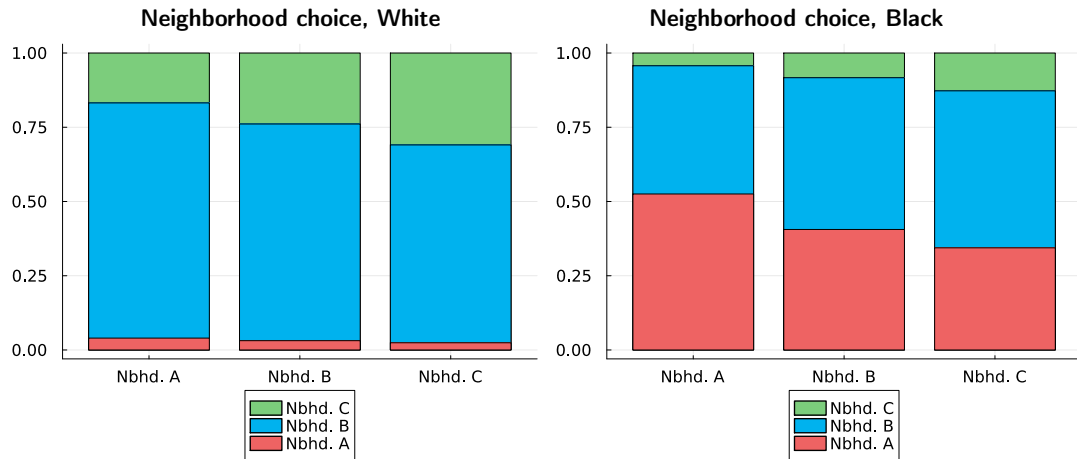 Neighborhood choice, White
1.00
0.75
0.50
0.25
0.00
Nbhd. A
Nbhd. B
Nbhd. C
Nbhd. C
Nbhd. B
Nbhd. A
Neighborhood choice, Black
1.00
0.75
0.50
0.25
0.00
Nbhd. A
Nbhd. B
Nbhd. C
Nbhd. C
Nbhd. B
Nbhd. A